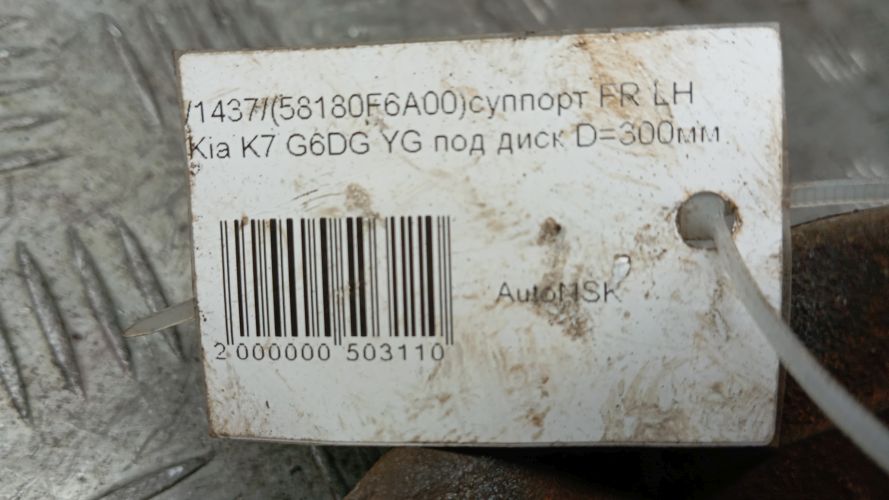 /1437/(58180F6A00)суппорт FR LH
Kia K7 G6DG YG под диск D=300мм
AutoMSK
2 000000 503110